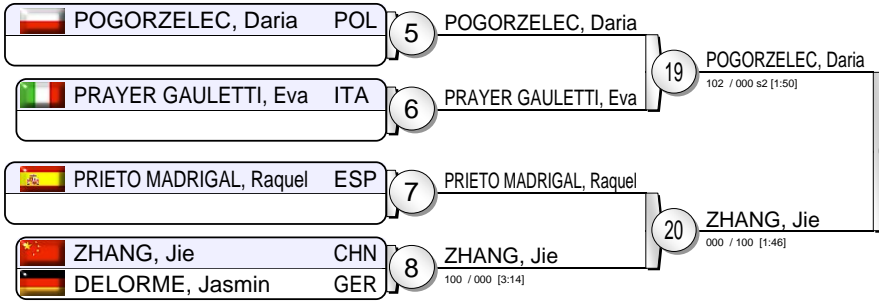 POGORZELEC, Daria POL
5
POGORZELEC, Daria
PRAYER GAULETTI, Eva ITA
6
PRAYER GAULETTI, Eva
19
POGORZELEC, Daria
102 / 000 s2 [1:50]
PRIETO MADRIGAL, Raquel ESP
7
PRIETO MADRIGAL, Raquel
ZHANG, Jie CHN
DELORME, Jasmin GER
8
ZHANG, Jie
100 / 000 [3:14]
20
ZHANG, Jie
000 / 100 [1:46]